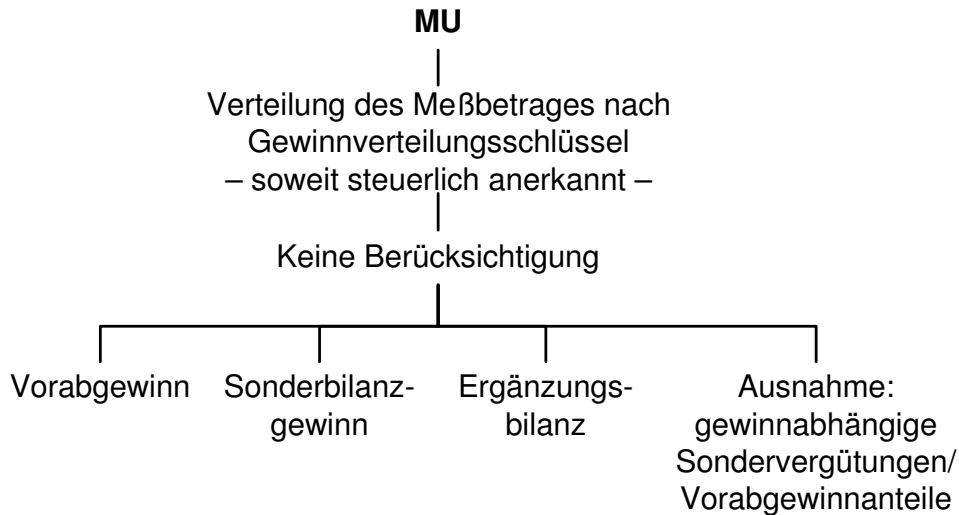 MU
Verteilung des Meßbetrages nach
Gewinnverteilungsschlüssel
– soweit steuerlich anerkannt –
Keine Berücksichtigung
Vorabgewinn
Sonderbilanz-
gewinn
Ergänzungs-
bilanz
Ausnahme:
gewinnabhängige
Sondervergütungen/
Vorabgewinnanteile